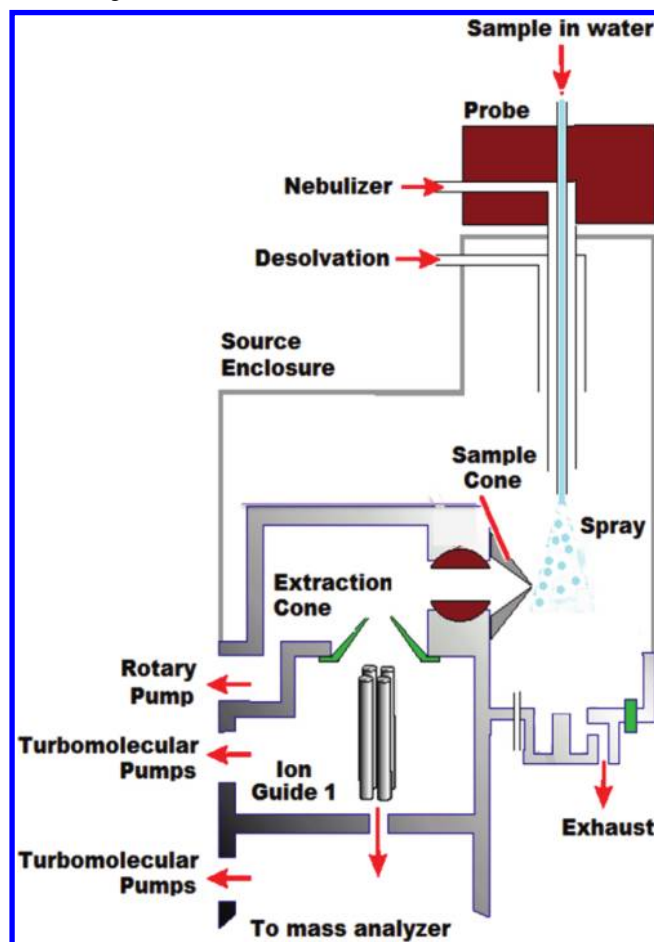 Sample in water
Probe
Nebulizer
Desolvation
Source
Enclosure
Sample
Cone
Spray
Extraction
Cone
Rotary
Pump
Turbomolecular
Pumps
Ion
Guide 1
Exhaust
Turbomolecular
Pumps
To mass analyzer